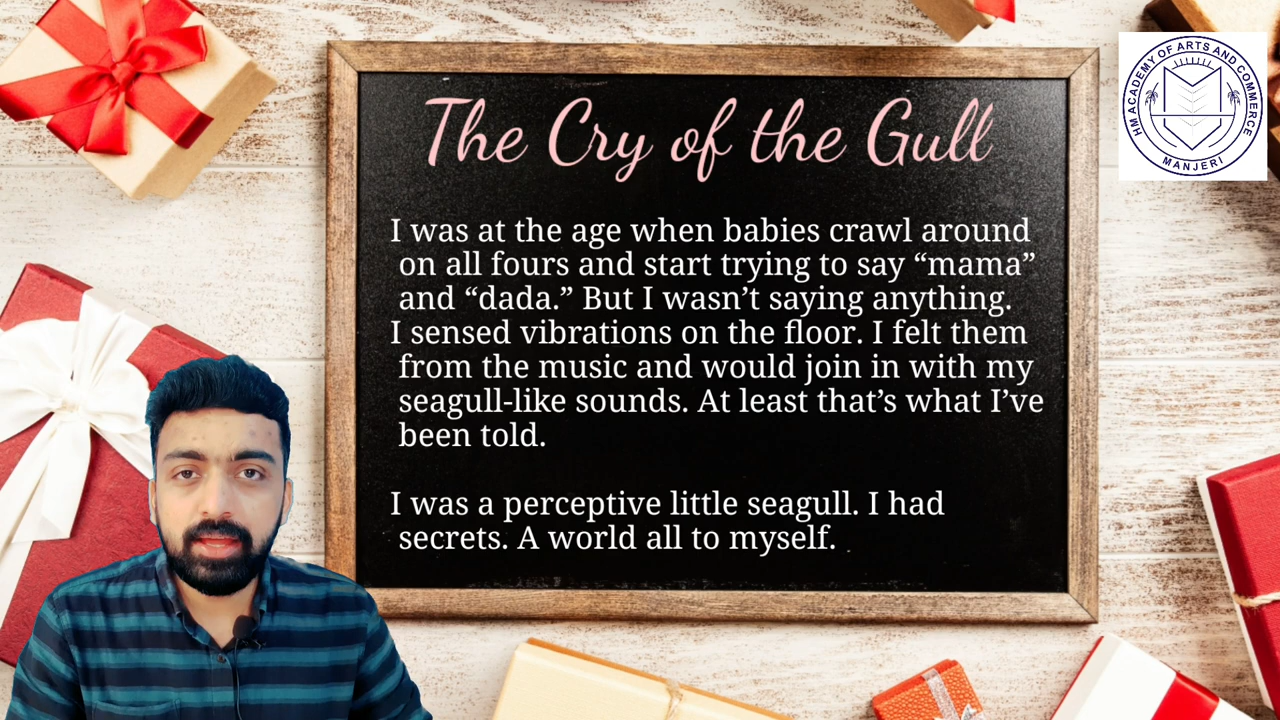 The Cry of the Gull
HM ACADEMY OF ARTS AND COMMERCE
MANJERI
I was at the age when babies crawl around
on all fours and start trying to say “mama”
and “dada.” But I wasn’t saying anything.
I sensed vibrations on the floor. I felt them
from the music and would join in with my
seagull-like sounds. At least that’s what I’ve
been told.
I was a perceptive little seagull. I had
secrets. A world all to myself.